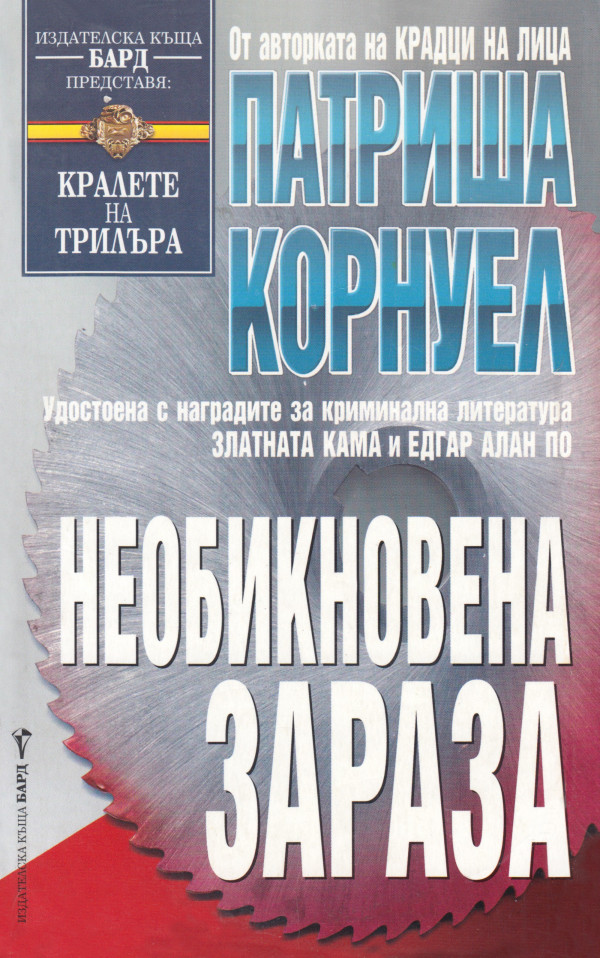 ИЗДАТЕЛСКА КЪЩА
БАРД
ПРЕДСТАВЯ:
КРАЛЕТЕ
НА
ТРИЛЪРА
От авторката на КРАДЦИ НА ЛИЦА
ПАТРИША
КОРНУЕЛ
Удостоена с наградите за криминална литература
ЗЛАТНАТА КАМА и ЕДГАР АЛАН ПО
НЕОБИКНОВЕНА
ЗАРАЗА
ИЗДАТЕЛСКА КЪЩА БАРД